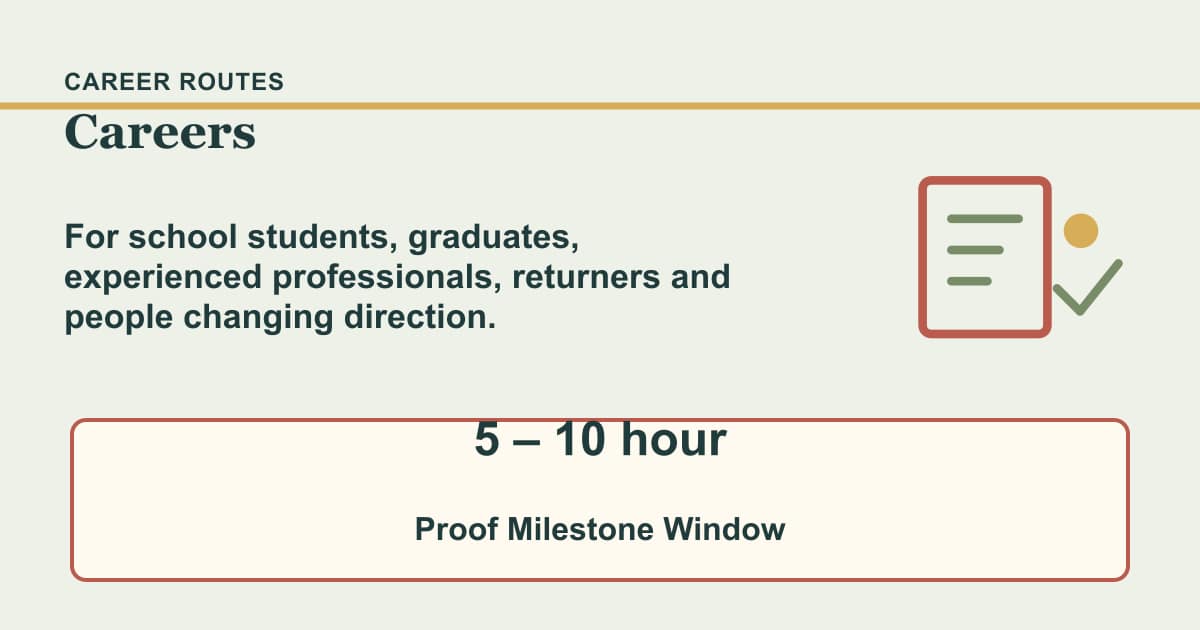 CAREER ROUTES
Careers
For school students, graduates,
experienced professionals, returners and
people changing direction.
5 – 10 hour
Proof Milestone Window